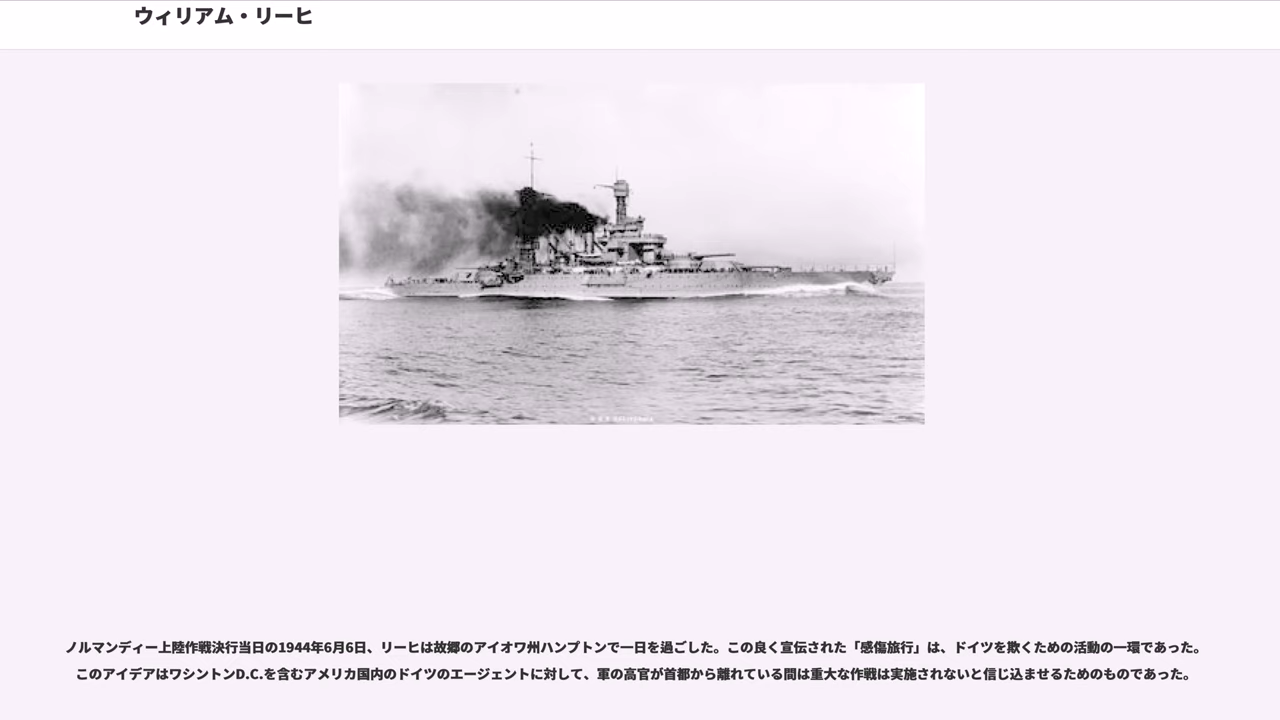 ウィリアム・リーヒ
ノルマンディー上陸作戦決行当日の1944年6月6日、リーヒは故郷のアイオワ州ハンプトンで一日を過ごした。この良く宣伝された「感傷旅行」は、ドイツを欺くための活動の一環であった。
このアイデアはワシントンD.C.を含むアメリカ国内のドイツのエージェントに対して、軍の高官が首都から離れている間は重大な作戦は実施されないと信じ込ませるためのものであった。